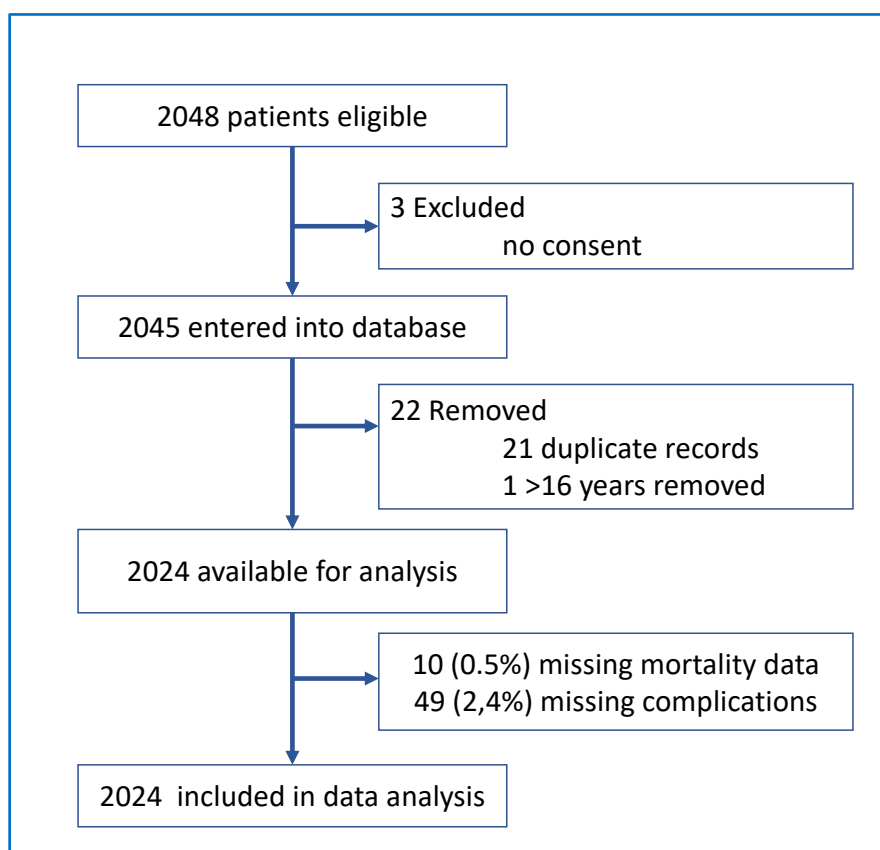 2048 patients eligible
3 Excluded
no consent
2045 entered into database
22 Removed
21 duplicate records
1 >16 years removed
2024 available for analysis
10 (0.5%) missing mortality data
49 (2,4%) missing complications
2024  included in data analysis